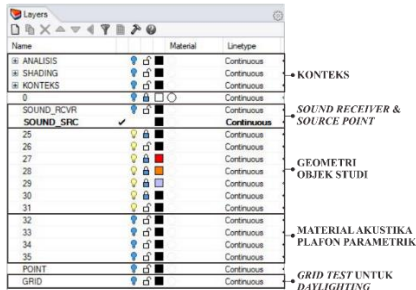 Layers
Name Material Linetype
ANALISIS Continuous
SHADING Continuous
KONTEKS Continuous
KONTEKS
0 Continuous
SOUND_RCVR Continuous
SOUND RECEIVER &
SOUND_SRC Continuous
SOURCE POINT
25 Continuous
26 Continuous
27 Continuous
GEOMETRI
28 Continuous
OBJEK STUDI
29 Continuous
30 Continuous
31 Continuous
32 Continuous
MATERIAL AKUSTIKA
33 Continuous
PLAFON PARAMETRIK
34 Continuous
35 Continuous
POINT Continuous
GRID TEST UNTUK
GRID Continuous
DAYLIGHTING